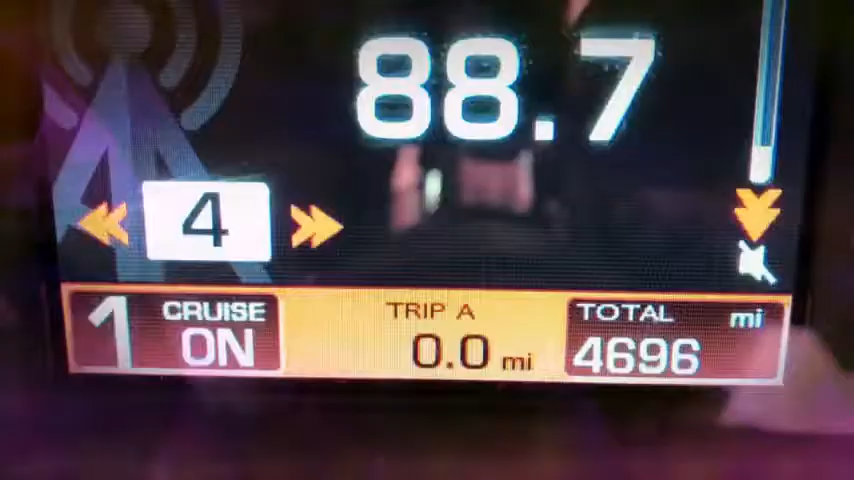 88.7
4
1 CRUISE ON
TRIP A
0.0 mi
TOTAL mi
4696